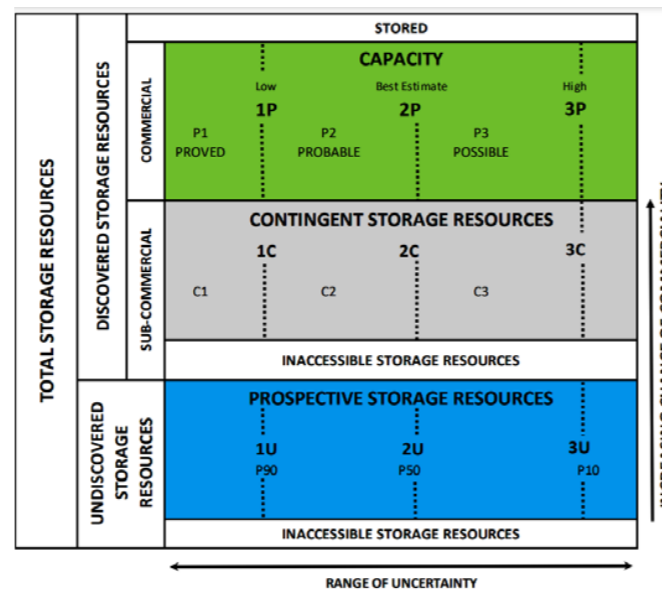 TOTAL STORAGE RESOURCES
DISCOVERED STORAGE RESOURCES
COMMERCIAL
STORED
CAPACITY
Low
Best Estimate
High
1P
2P
3P
P1
PROVED
P2
PROBABLE
P3
POSSIBLE
SUB-COMMERCIAL
CONTINGENT STORAGE RESOURCES
1C
2C
3C
C1
C2
C3
INACCESSIBLE STORAGE RESOURCES
UNDISCOVERED
STORAGE
RESOURCES
PROSPECTIVE STORAGE RESOURCES
1U
2U
3U
P90
P50
P10
INACCESSIBLE STORAGE RESOURCES
RANGE OF UNCERTAINTY